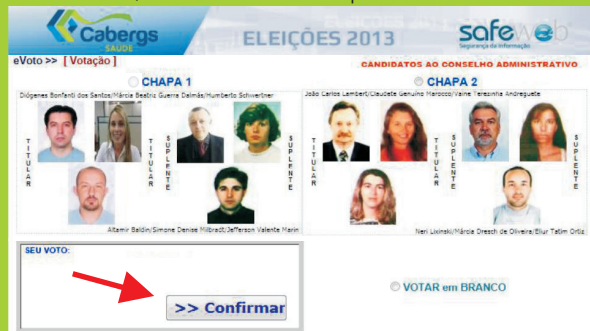 Cabergs
SAÚDE
ELEIÇÕES 2013
safeweb
Segurança da Informação
eVoto >> [ Votação ]
CANDIDATOS AO CONSELHO ADMINISTRATIVO
CHAPA 1
CHAPA 2
Diógenes Bonfanti dos Santos/Márcia Beatriz Guerra Dalmás/Humberto Schwertner
João Carlos Lambert/Claudete Genuino Marocco/Vaine Terezinha Andreguete
TITULAR
TITULAR
SUPLENTE
SUPLENTE
TITULAR
TITULAR
SUPLENTE
SUPLENTE
Altamir Baldin/Simone Denise Milbradt/Jefferson Valente Marin
Neri Lixinski/Márcia Dresch de Oliveira/Eliur Tatim Ortiz
SEU VOTO:
>> Confirmar
VOTAR em BRANCO